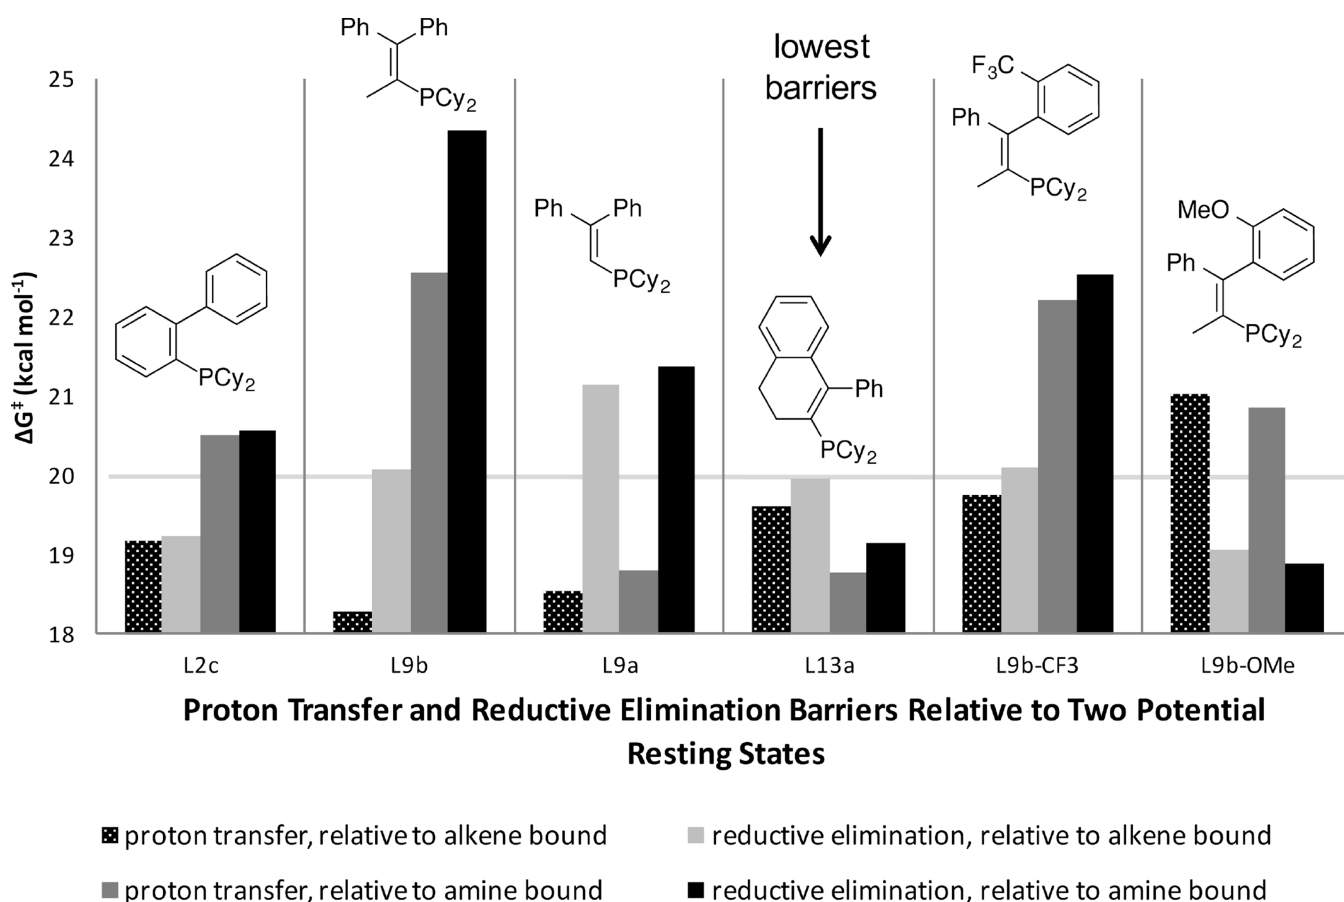 Ph Ph
PCy2
lowest
barriers
F3C
Ph
PCy2
Ph Ph
PCy2
MeO
Ph
PCy2
PCy2
Ph
PCy2
25
24
23
22
21
20
19
18
ΔG‡ (kcal mol-1)
L2c L9b L9a L13a L9b-CF3 L9b-OMe
Proton Transfer and Reductive Elimination Barriers Relative to Two Potential
Resting States
proton transfer, relative to alkene bound reductive elimination, relative to alkene bound
proton transfer, relative to amine bound reductive elimination, relative to amine bound